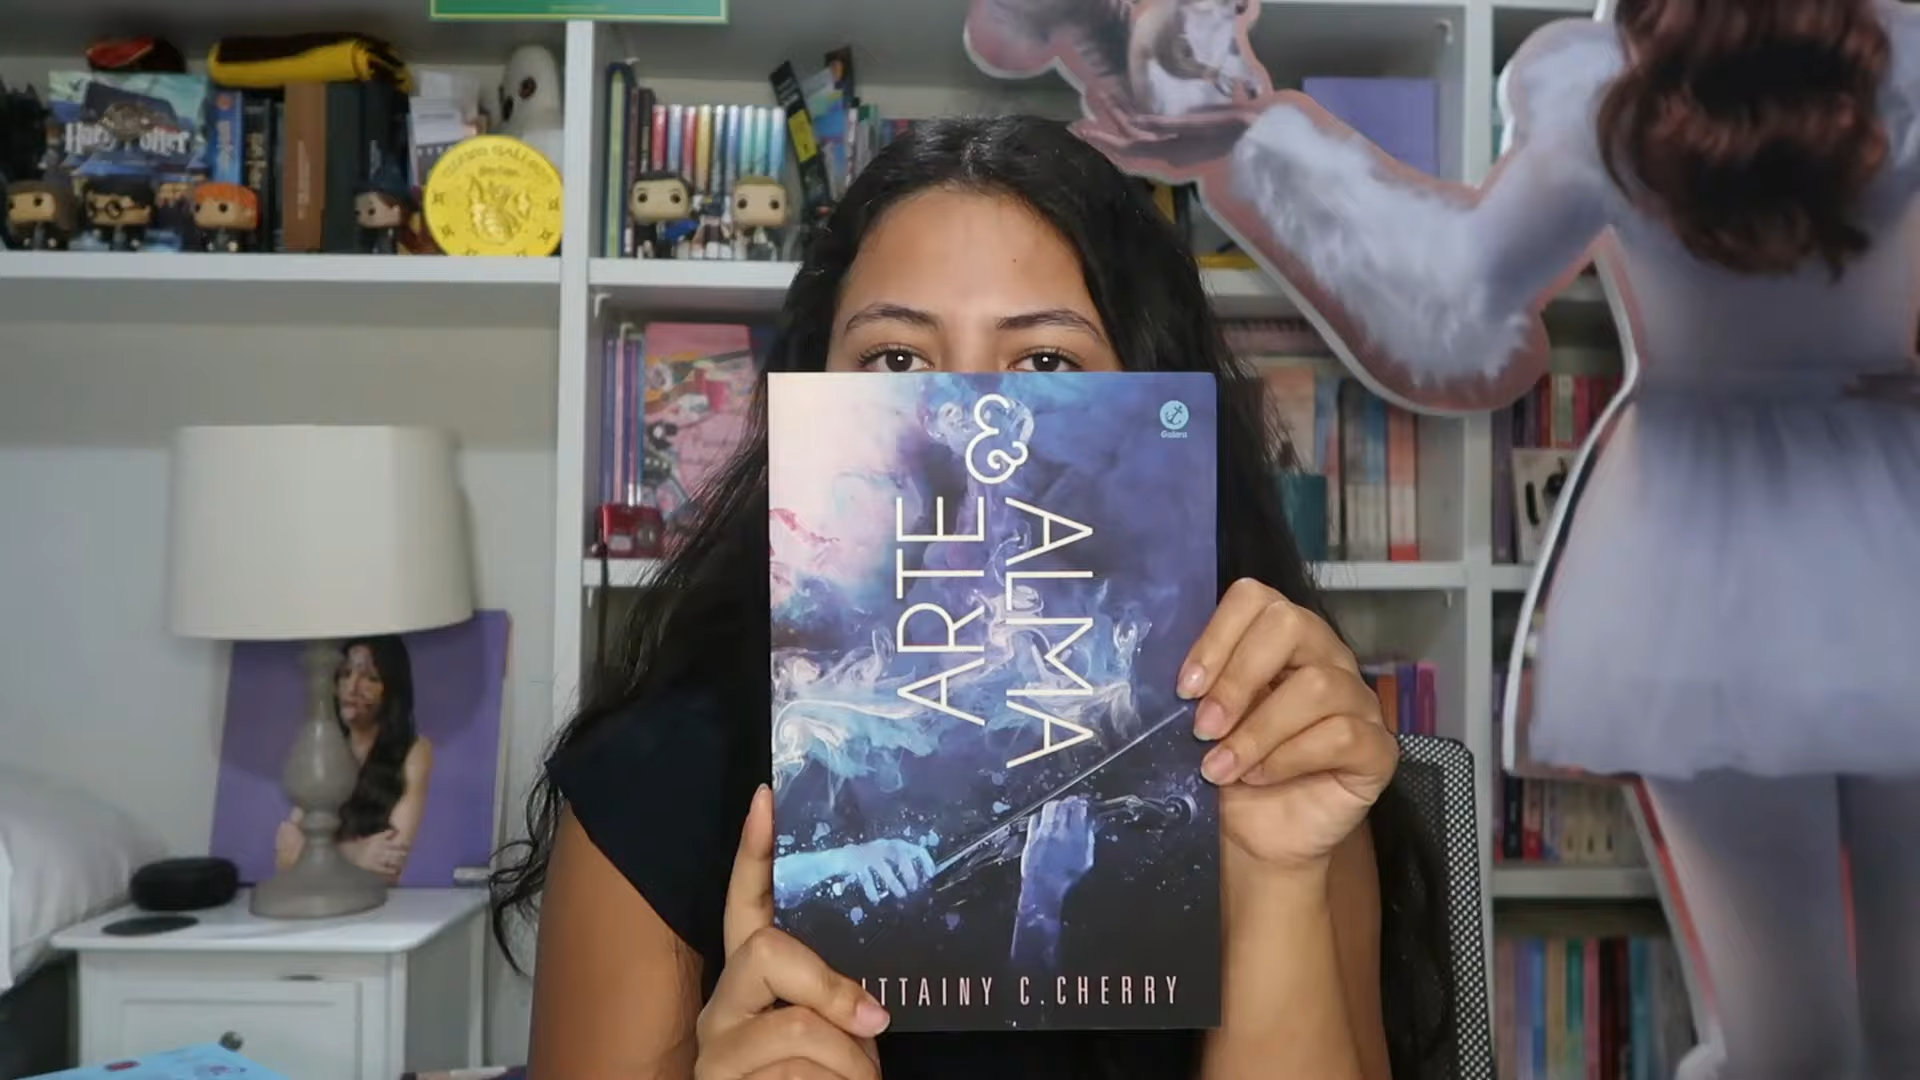 Harry Potter
Galera
ARTE &
ALMA
ITTAINY C. CHERRY